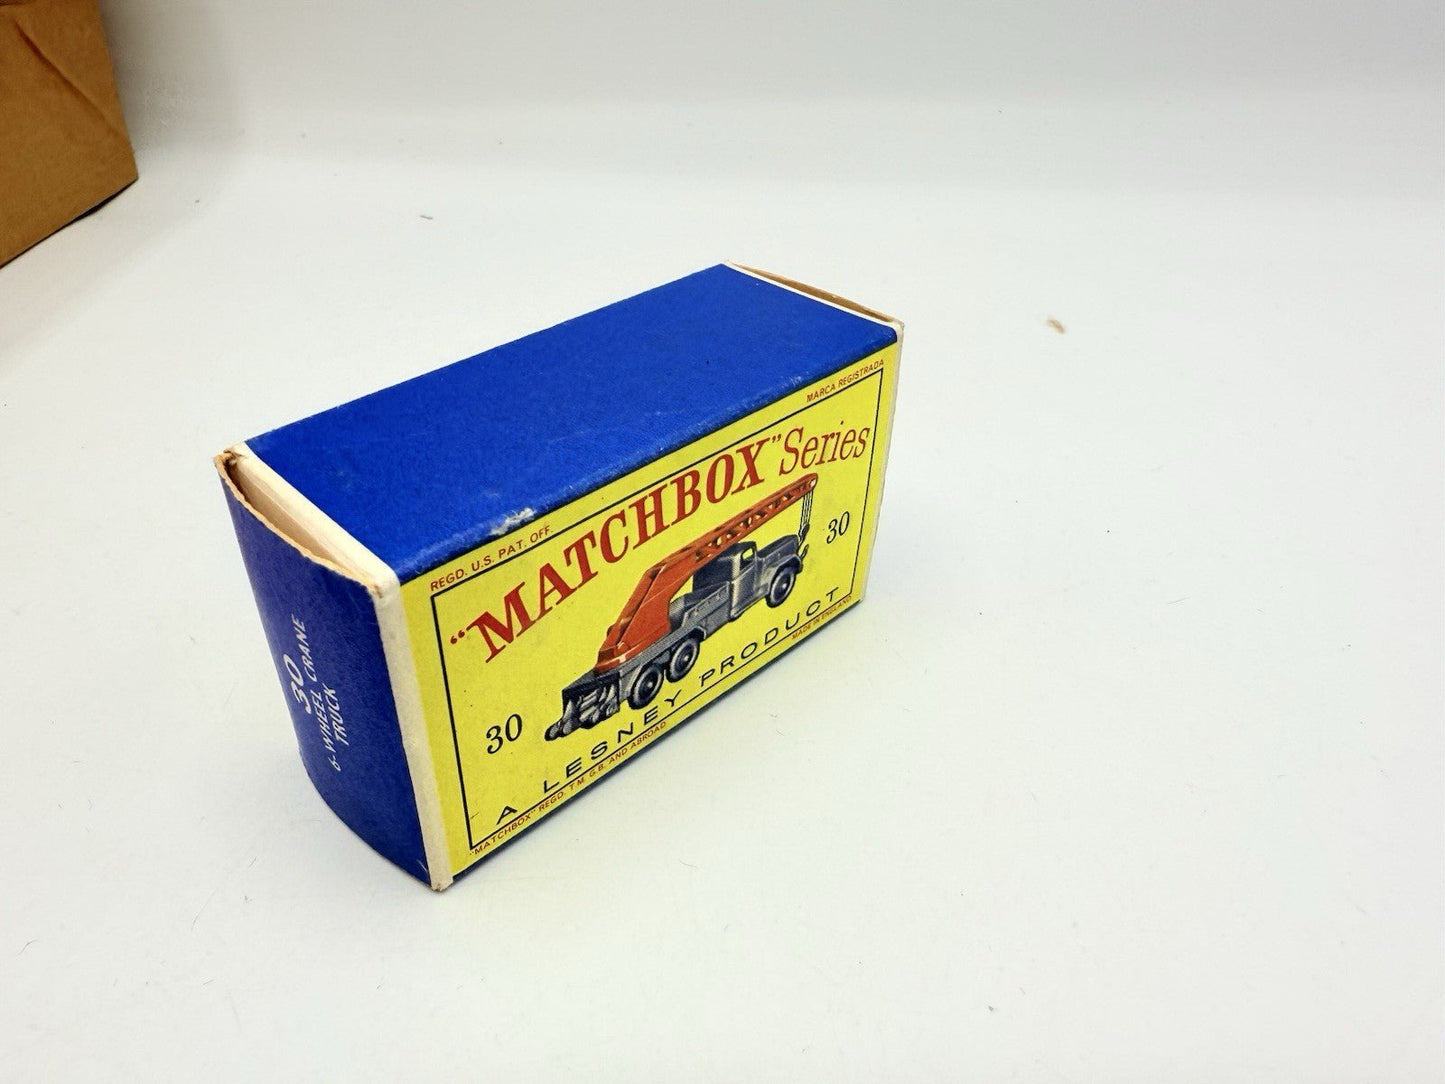 30
6-WHEEL CRANE
TRUCK
REGD. U.S. PAT. OFF.
MARCA REGISTRADA
"MATCHBOX" Series
30
30
A LESNEY PRODUCT
"MATCHBOX" REGD. T.M. G.B. AND ABROAD
MADE IN ENGLAND